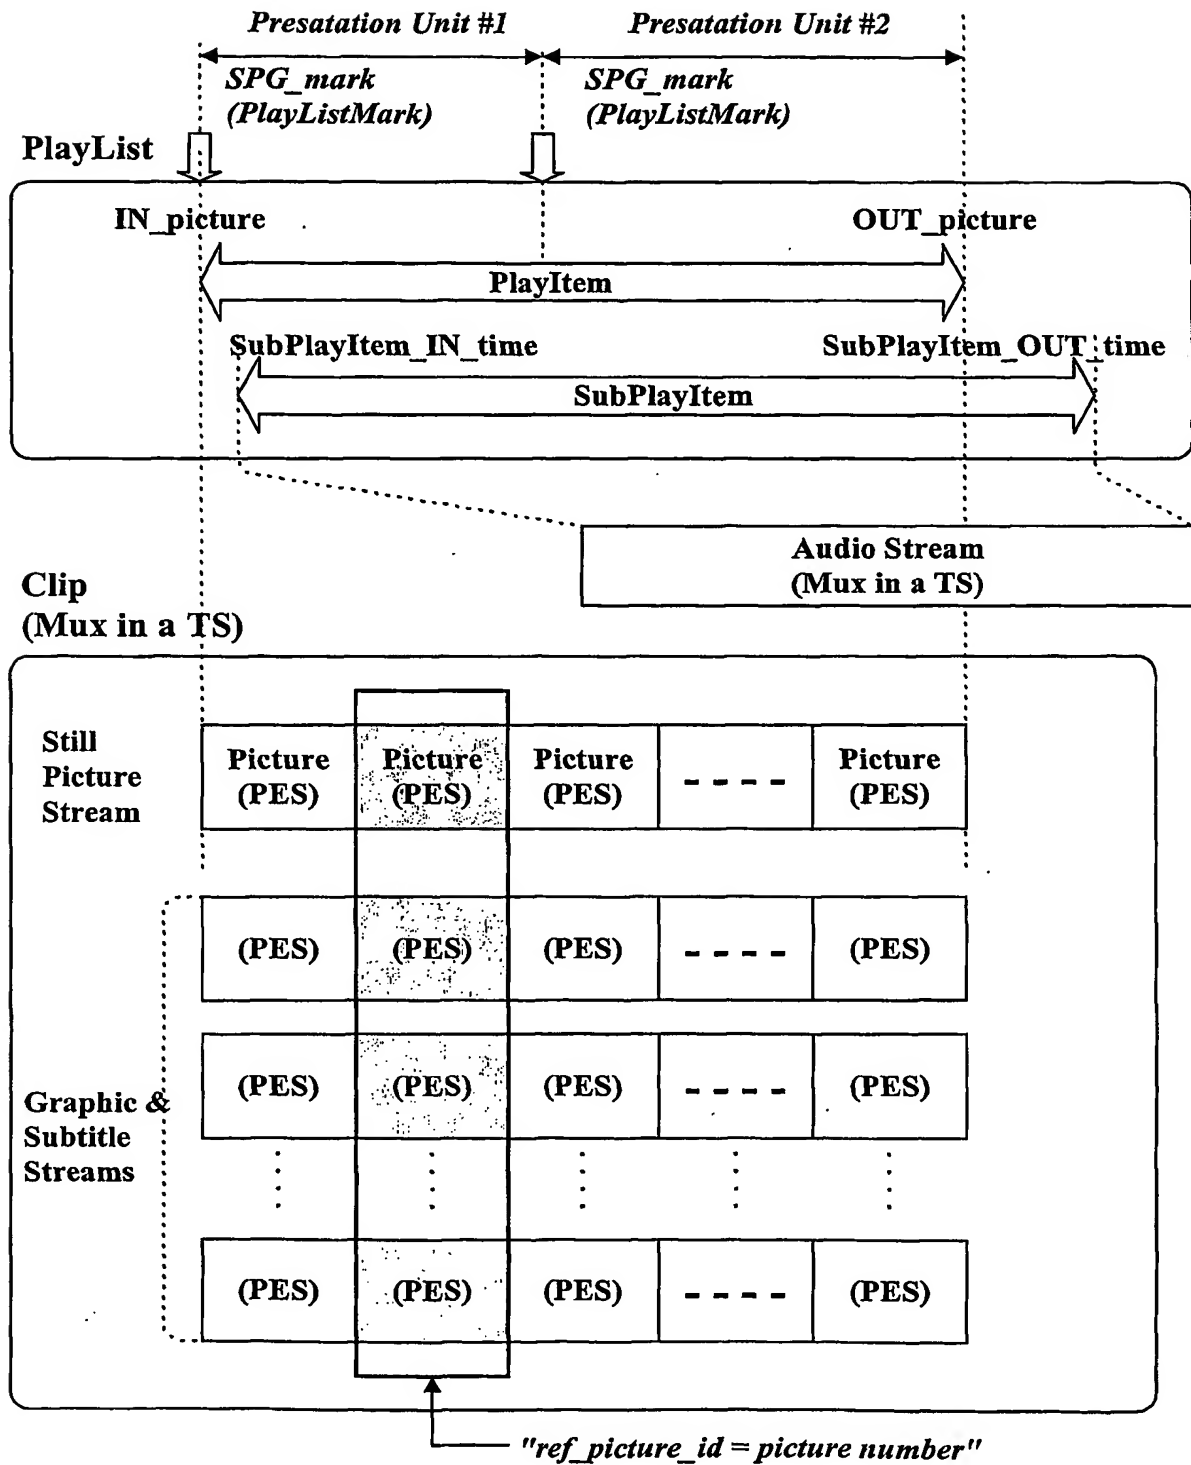 Presatation Unit #1 Presatation Unit #2
SPG_mark SPG_mark
(PlayListMark) (PlayListMark)
PlayList
IN_picture OUT_picture
PlayItem
SubPlayItem_IN_time SubPlayItem_OUT_time
SubPlayItem
Audio Stream
(Mux in a TS)
Clip
(Mux in a TS)
Still
Picture
Stream
Picture Picture Picture - - - - Picture
(PES) (PES) (PES) (PES)
(PES) (PES) (PES) - - - - (PES)
(PES) (PES) (PES) - - - - (PES)
Graphic &
Subtitle
Streams
(PES) (PES) (PES) - - - - (PES)
"ref_picture_id = picture number"